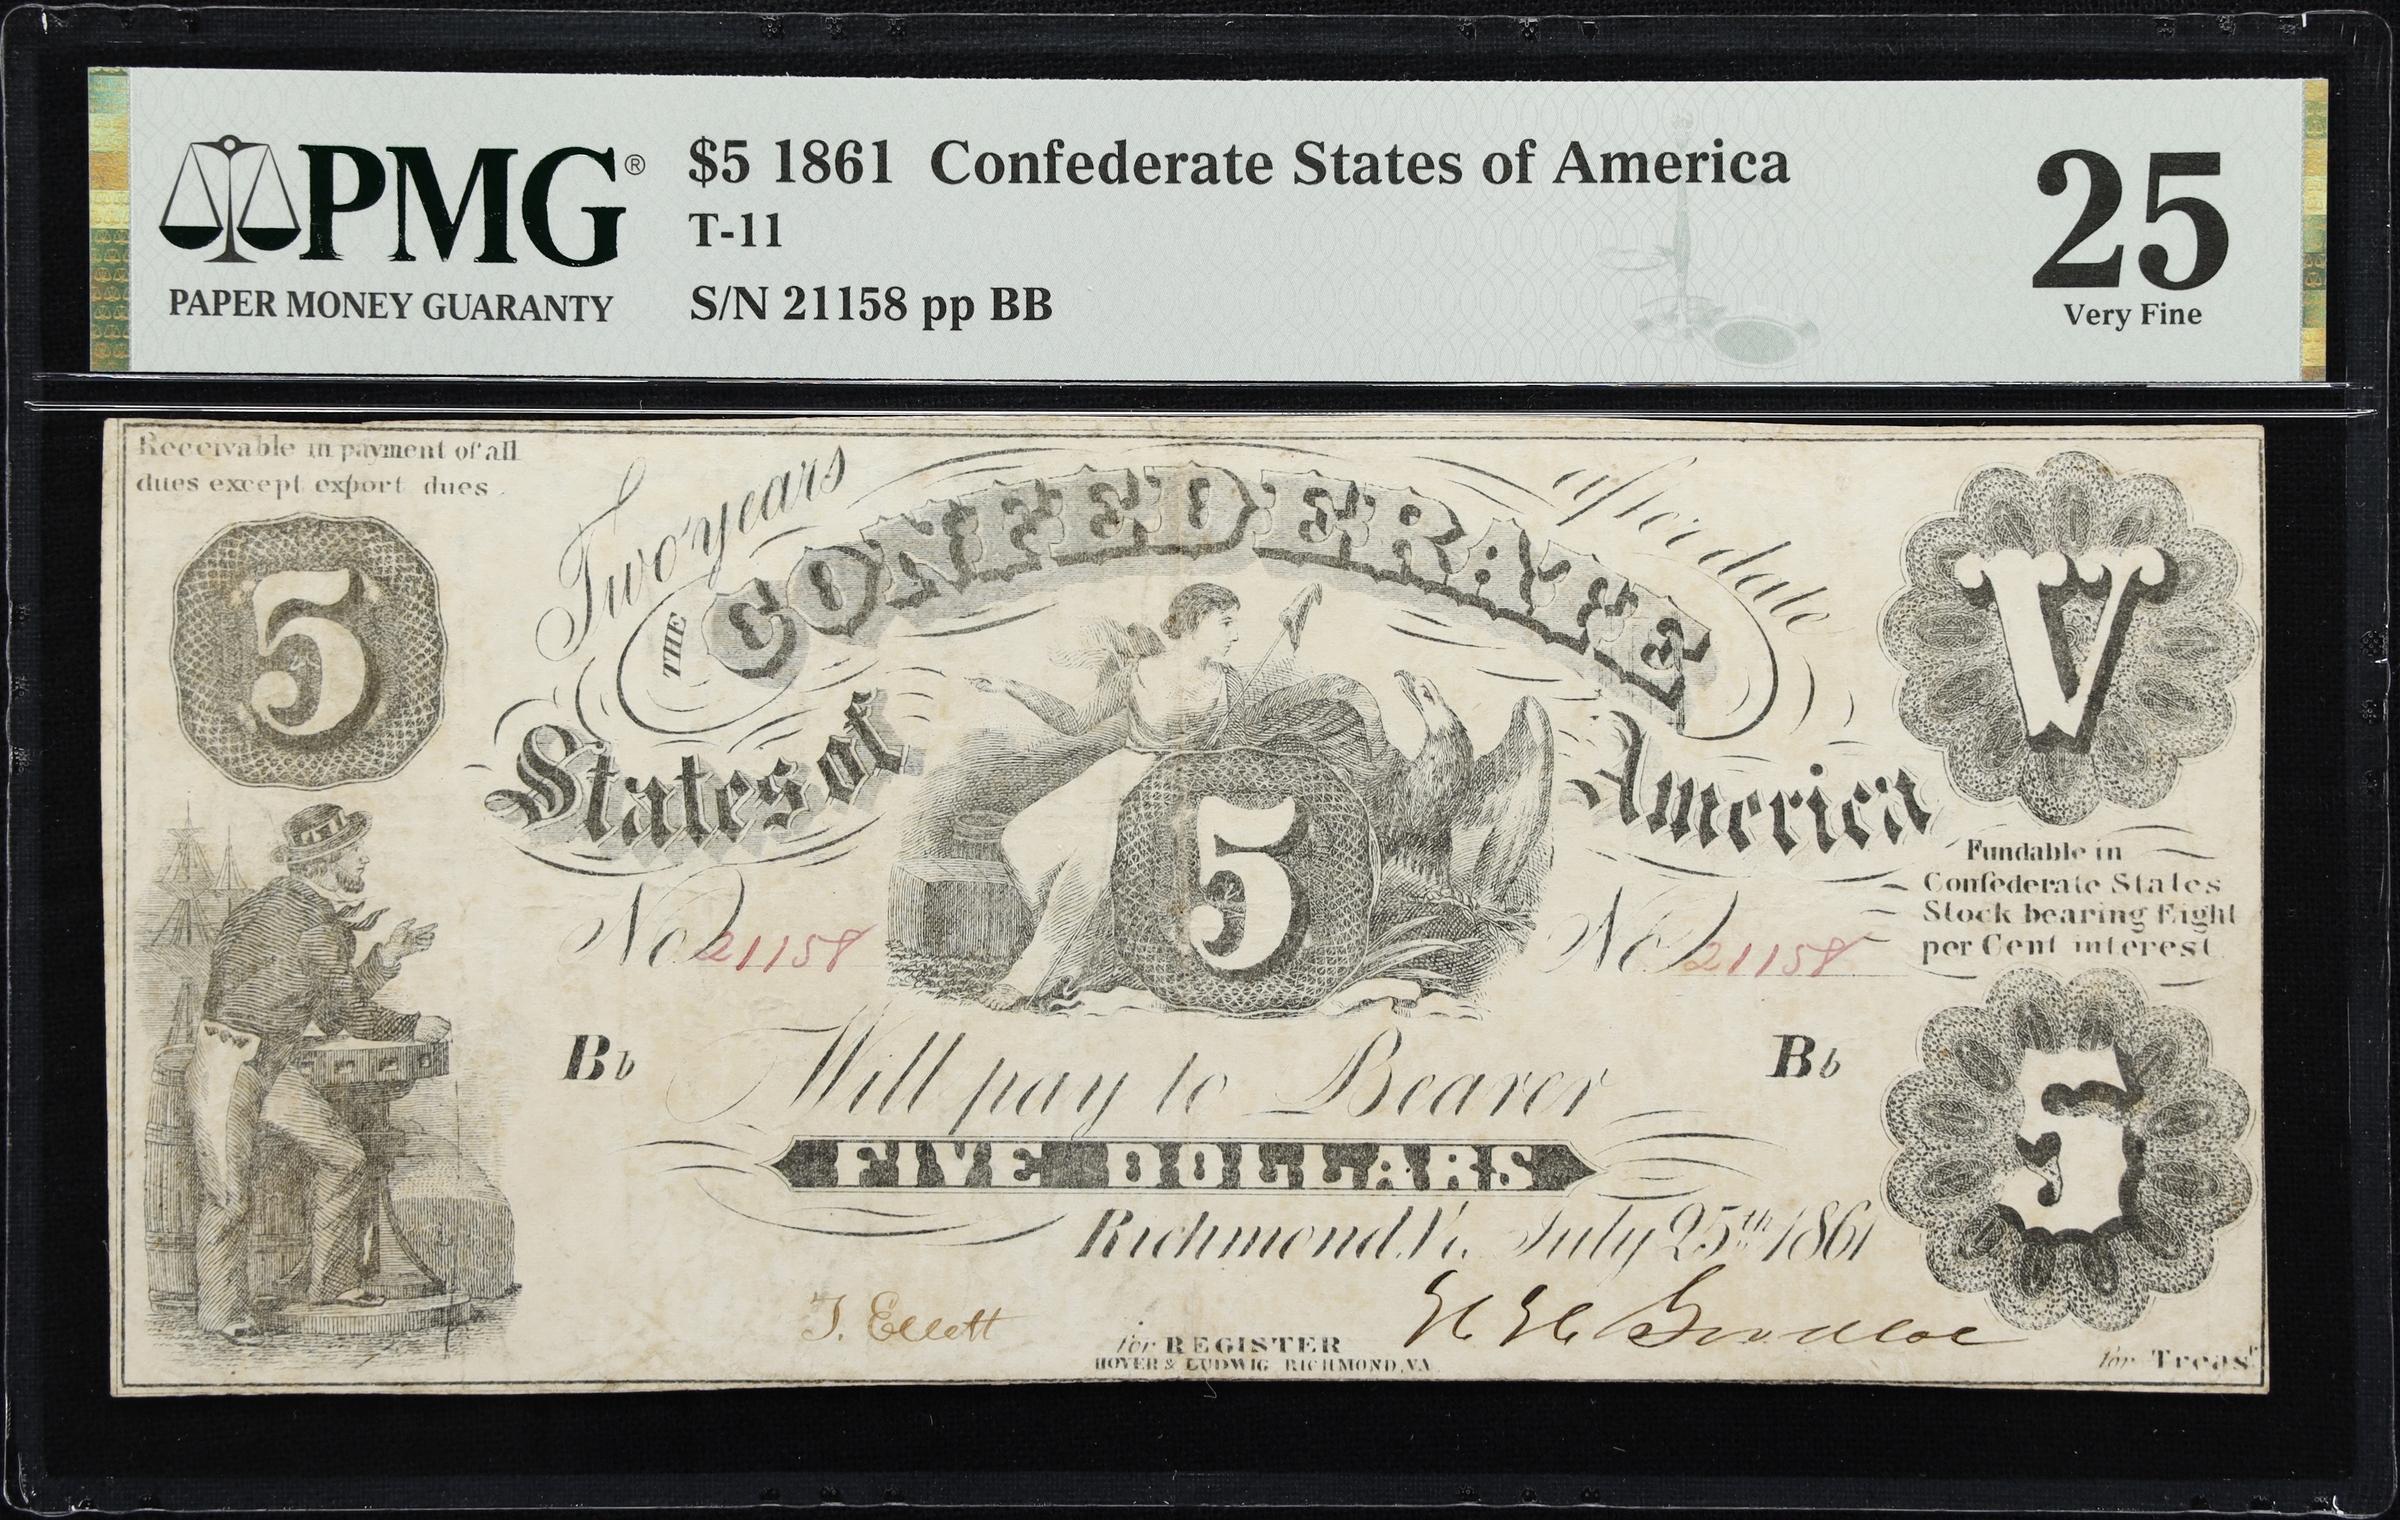 PMG®
PAPER MONEY GUARANTY
$5 1861 Confederate States of America
T-11
S/N 21158 pp BB
25
Very Fine
Receivable in payment of all
dues except export dues.
Two years after date
THE CONFEDERATE
States of America
5
V
5
Fundable in
Confederate States
Stock bearing Eight
per Cent interest
No 21158
No 21158
Bb
Will pay to Bearer
Bb
5
FIVE DOLLARS
Richmond, Va. July 25th 1861
T. Ellett
for REGISTER
for Treasr
HOYER & LUDWIG RICHMOND, VA.